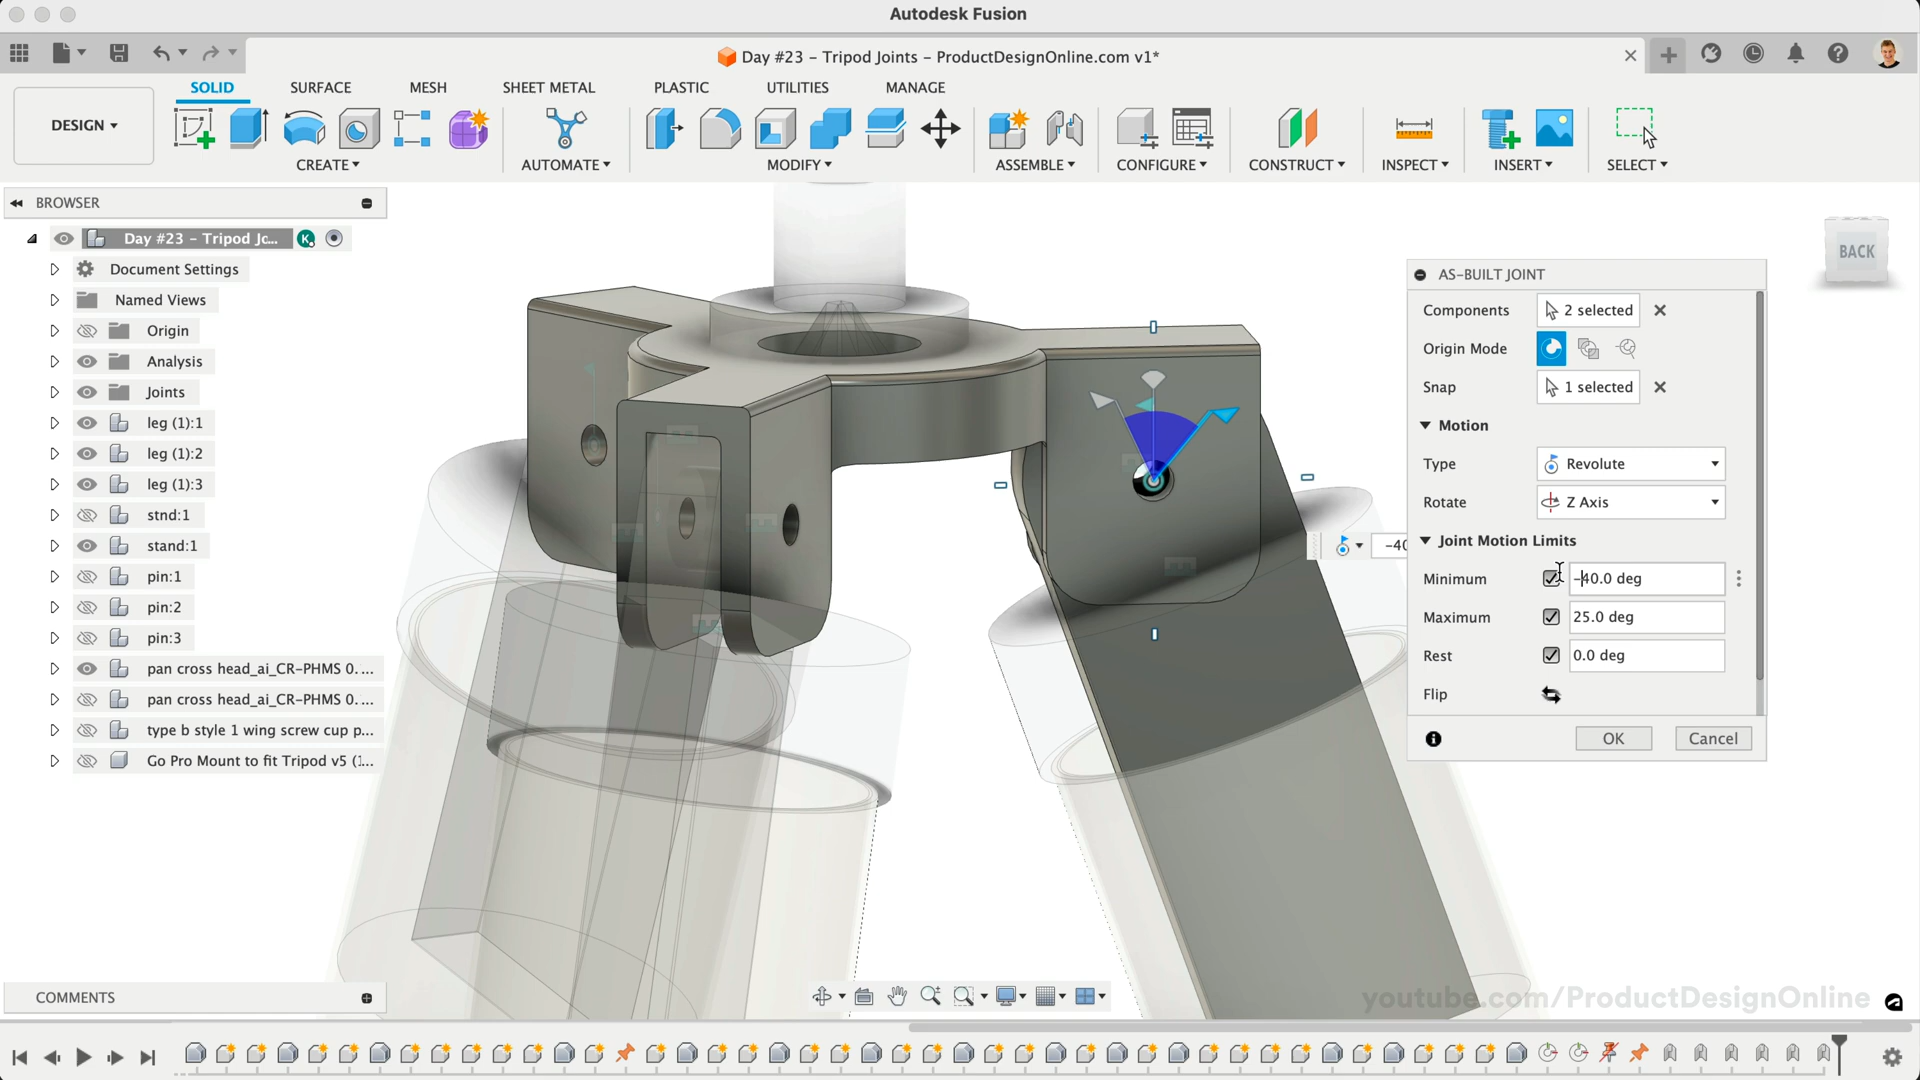 Autodesk Fusion
Day #23 – Tripod Joints – ProductDesignOnline.com v1*
SOLID SURFACE MESH SHEET METAL PLASTIC UTILITIES MANAGE
DESIGN
CREATE AUTOMATE MODIFY ASSEMBLE CONFIGURE CONSTRUCT INSPECT INSERT SELECT
BROWSER
Day #23 – Tripod Jc...
K
Document Settings
Named Views
Origin
Analysis
Joints
leg (1):1
leg (1):2
leg (1):3
stnd:1
stand:1
pin:1
pin:2
pin:3
pan cross head_ai_CR-PHMS 0....
pan cross head_ai_CR-PHMS 0....
type b style 1 wing screw cup p...
Go Pro Mount to fit Tripod v5 (1...
BACK
AS-BUILT JOINT
Components 2 selected
Origin Mode
Snap 1 selected
Motion
Type Revolute
Rotate Z Axis
Joint Motion Limits
Minimum -40.0 deg
Maximum 25.0 deg
Rest 0.0 deg
Flip
OK Cancel
-40
COMMENTS
youtube.com/ProductDesignOnline